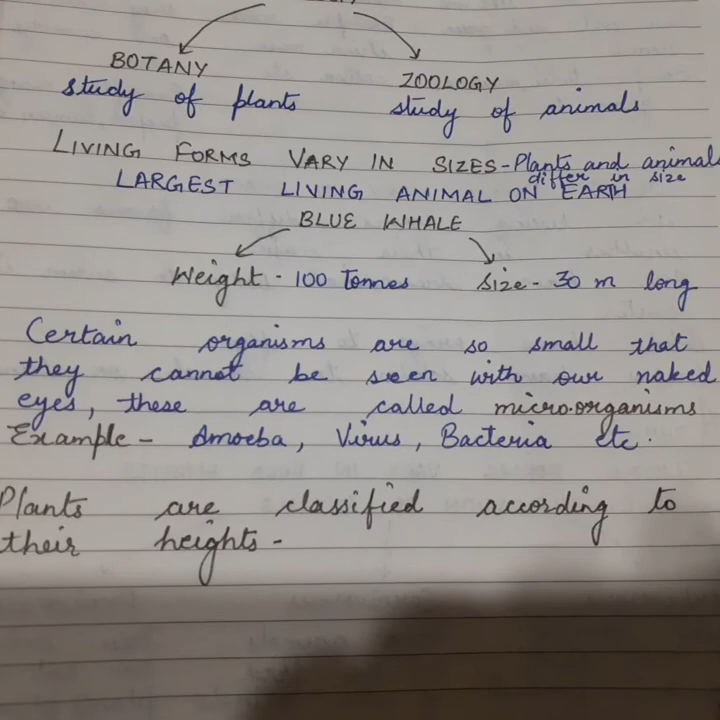 BOTANY
ZOOLOGY
study of plants
study of animals
LIVING FORMS VARY IN SIZES - Plants and animals
differ in size
LARGEST LIVING ANIMAL ON EARTH
BLUE WHALE
Weight - 100 Tonnes Size - 30 m long
Certain organisms are so small that
they cannot be seen with our naked
eyes, these are called micro.organisms
Example - Amoeba, Virus, Bacteria etc.
Plants are classified according to
their heights -